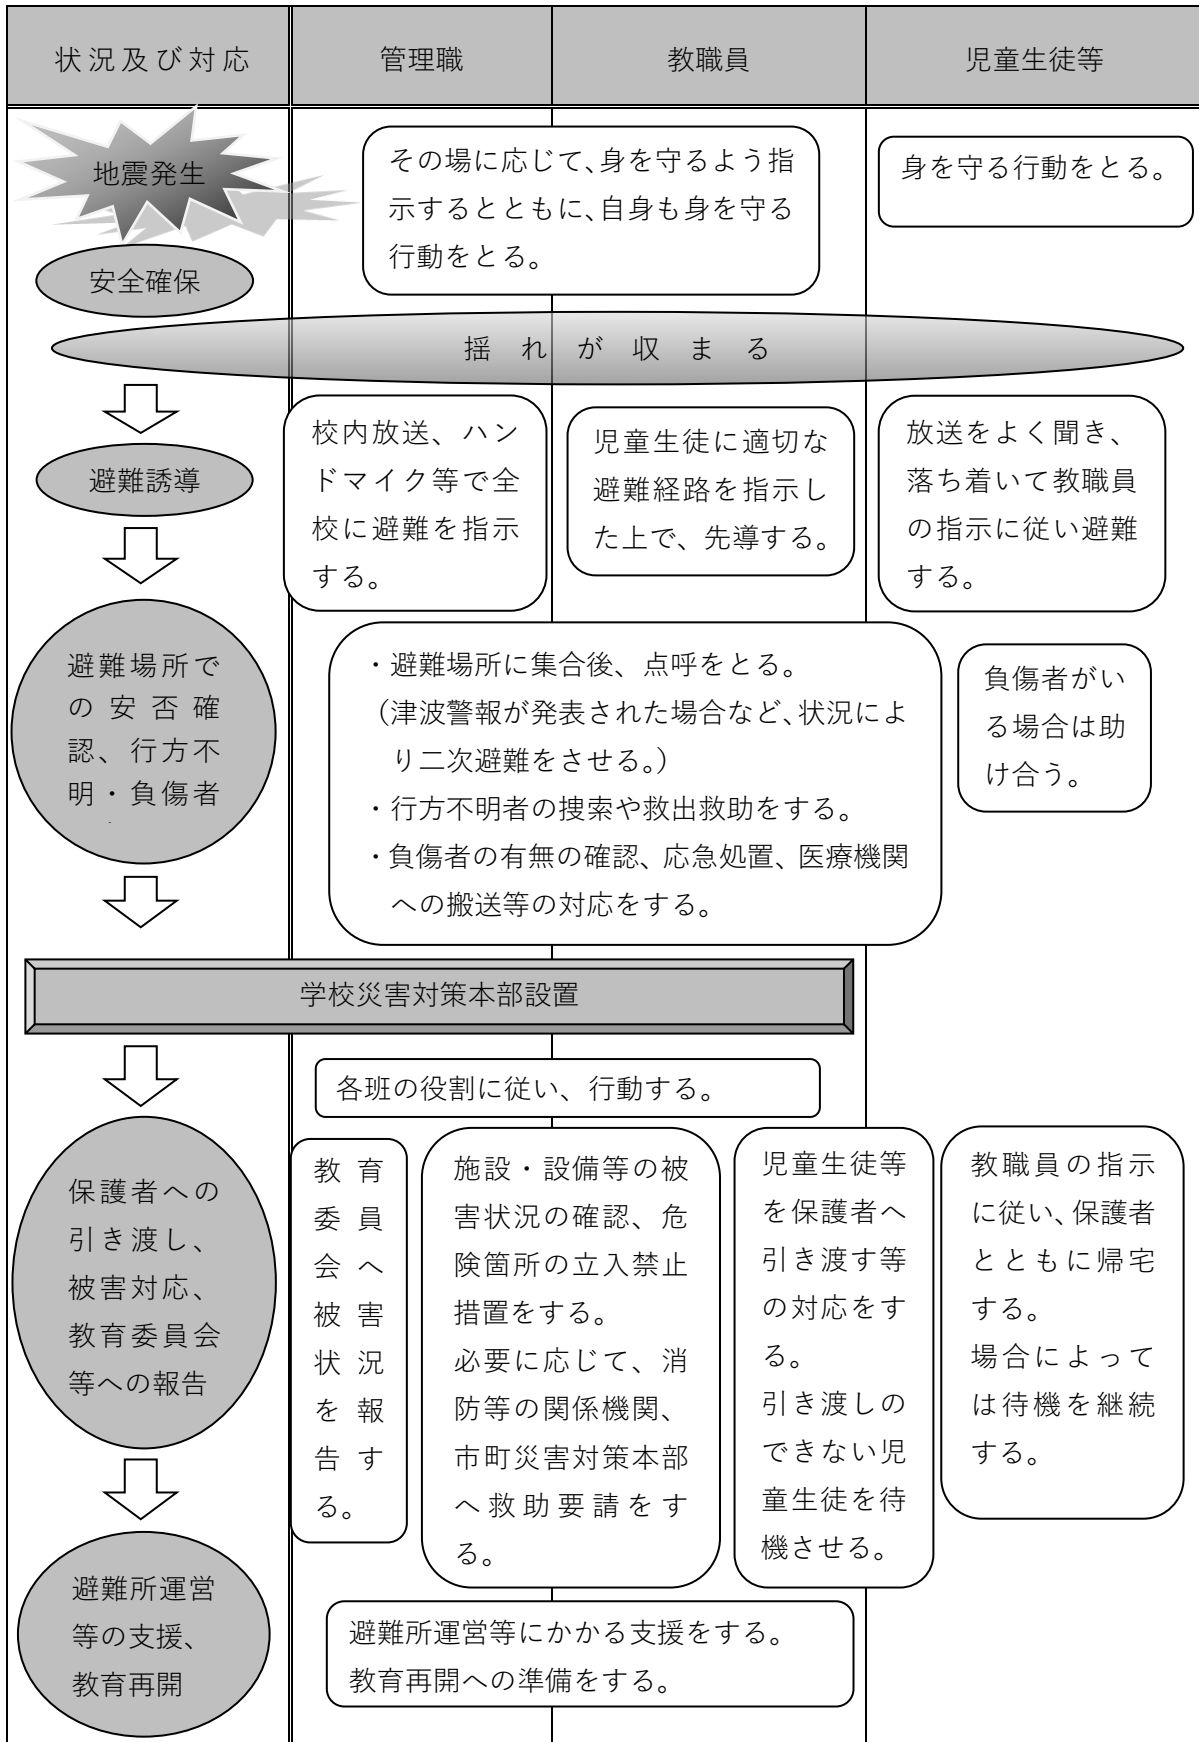 状況及び対応
管理職
教職員
児童生徒等
地震発生
その場に応じて、身を守るよう指
示するとともに、自身も身を守る
行動をとる。
身を守る行動をとる。
安全確保
揺れが収まる
避難誘導
校内放送、ハン
ドマイク等で全
校に避難を指示
する。
児童生徒に適切な
避難経路を指示し
た上で、先導する。
放送をよく聞き、
落ち着いて教職員
の指示に従い避難
する。
避難場所で
の安否確
認、行方不
明・負傷者
・避難場所に集合後、点呼をとる。
（津波警報が発表された場合など、状況によ
り二次避難をさせる。）
・行方不明者の捜索や救出救助をする。
・負傷者の有無の確認、応急処置、医療機関
への搬送等の対応をする。
負傷者がい
る場合は助
け合う。
学校災害対策本部設置
各班の役割に従い、行動する。
保護者への
引き渡し、
被害対応、
教育委員会
等への報告
教育
委員
会へ
被害
状況
を報
告す
る。
施設・設備等の被
害状況の確認、危
険箇所の立入禁止
措置をする。
必要に応じて、消
防等の関係機関、
市町災害対策本部
へ救助要請をす
る。
児童生徒等
を保護者へ
引き渡す等
の対応をす
る。
引き渡しの
できない児
童生徒を待
機させる。
教職員の指示
に従い、保護者
とともに帰宅
する。
場合によって
は待機を継続
する。
避難所運営
等の支援、
教育再開
避難所運営等にかかる支援をする。
教育再開への準備をする。